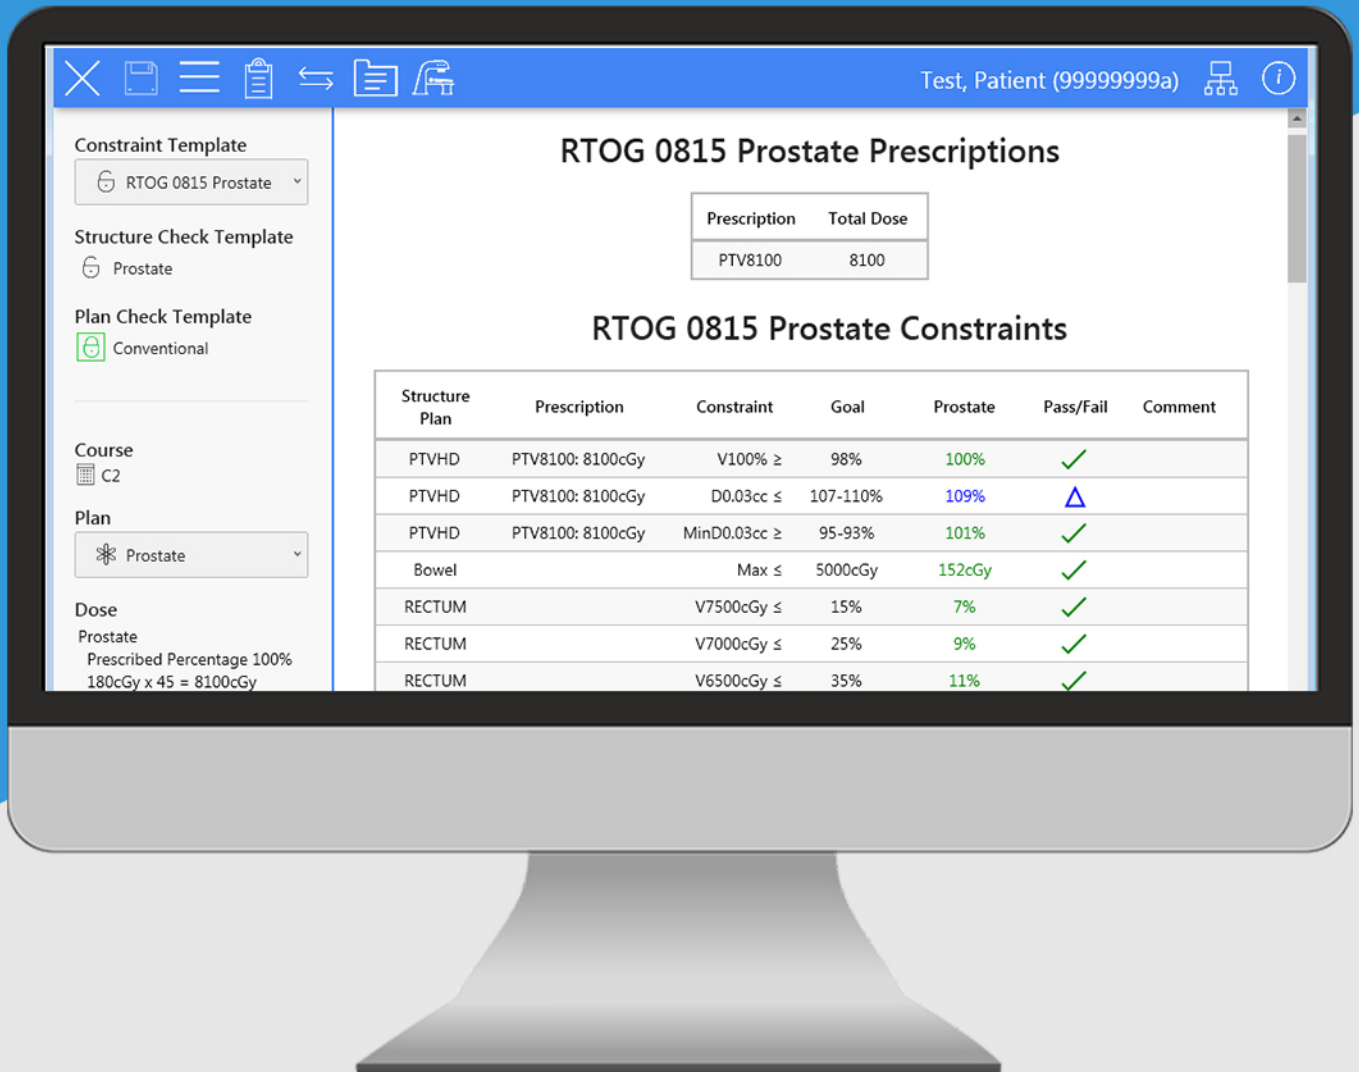 Test, Patient (99999999a)
Constraint Template
RTOG 0815 Prostate
Structure Check Template
Prostate
Plan Check Template
Conventional
Course
C2
Plan
Prostate
Dose
Prostate
Prescribed Percentage 100%
180cGy x 45 = 8100cGy
RTOG 0815 Prostate Prescriptions
Prescription Total Dose
PTV8100 8100
RTOG 0815 Prostate Constraints
Structure
Plan Prescription Constraint Goal Prostate Pass/Fail Comment
PTVHD PTV8100: 8100cGy V100% ≥ 98% 100%
PTVHD PTV8100: 8100cGy D0.03cc ≤ 107-110% 109%
PTVHD PTV8100: 8100cGy MinD0.03cc ≥ 95-93% 101%
Bowel Max ≤ 5000cGy 152cGy
RECTUM V7500cGy ≤ 15% 7%
RECTUM V7000cGy ≤ 25% 9%
RECTUM V6500cGy ≤ 35% 11%